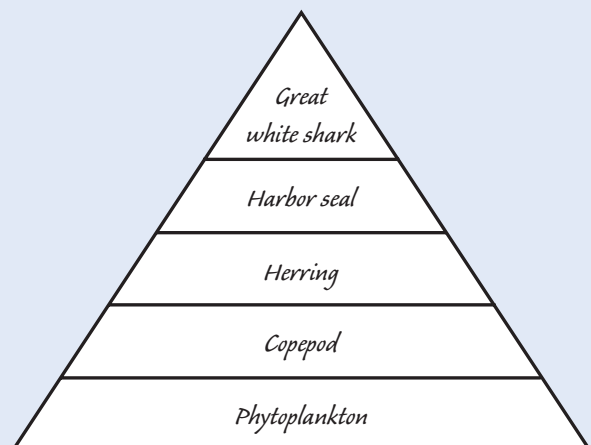 Great
white shark
Harbor seal
Herring
Copepod
Phytoplankton